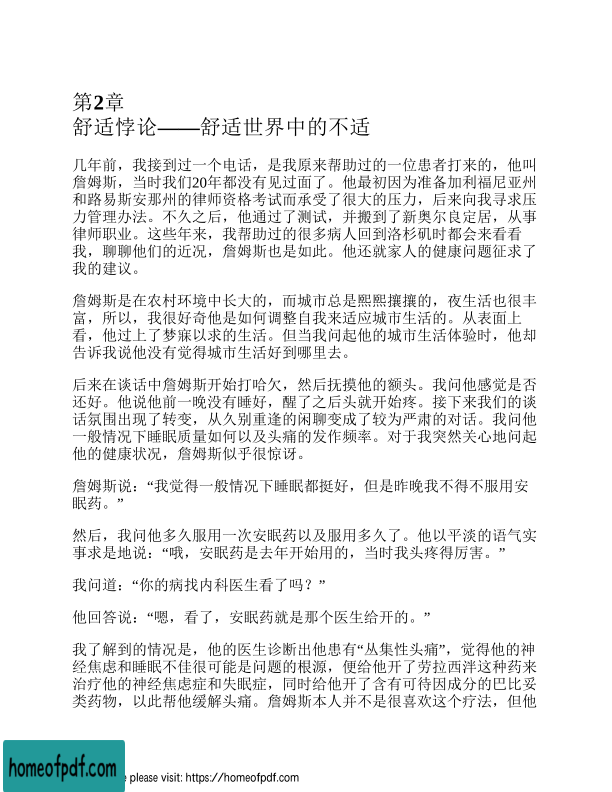 第2章
舒适悖论——舒适世界中的不适
几年前，我接到过一个电话，是我原来帮助过的一位患者打来的，他叫
詹姆斯，当时我们20年都没有见过面了。他最初因为准备加利福尼亚州
和路易斯安那州的律师资格考试而承受了很大的压力，后来向我寻求压
力管理办法。不久之后，他通过了测试，并搬到了新奥尔良定居，从事
律师职业。这些年来，我帮助过的很多病人回到洛杉矶时都会来看看
我，聊聊他们的近况，詹姆斯也是如此。他还就家人的健康问题征求了
我的建议。
詹姆斯是在农村环境中长大的，而城市总是熙熙攘攘的，夜生活也很丰
富，所以，我很好奇他是如何调整自我来适应城市生活的。从表面上
看，他过上了梦寐以求的生活。但当我问起他的城市生活体验时，他却
告诉我说他没有觉得城市生活好到哪里去。
后来在谈话中詹姆斯开始打哈欠，然后抚摸他的额头。我问他感觉是否
还好。他说他前一晚没有睡好，醒了之后头就开始疼。接下来我们的谈
话氛围出现了转变，从久别重逢的闲聊变成了较为严肃的对话。我问他
一般情况下睡眠质量如何以及头痛的发作频率。对于我突然关心地问起
他的健康状况，詹姆斯似乎很惊讶。
詹姆斯说：“我觉得一般情况下睡眠都挺好，但是昨晚我不得不服用安
眠药。”
然后，我问他多久服用一次安眠药以及服用多久了。他以平淡的语气实
事求是地说：“哦，安眠药是去年开始用的，当时我头疼得厉害。”
我问道：“你的病找内科医生看了吗？”
他回答说：“嗯，看了，安眠药就是那个医生给开的。”
我了解到的情况是，他的医生诊断出他患有“丛集性头痛”，觉得他的神
经焦虑和睡眠不佳很可能是问题的根源，便给他开了劳拉西泮这种药来
治疗他的神经焦虑症和失眠症，同时给他开了含有可待因成分的巴比妥
类药物，以此帮他缓解头痛。詹姆斯本人并不是很喜欢这个疗法，但他
homeofpdf.com
e please visit: https://homeofpdf.com